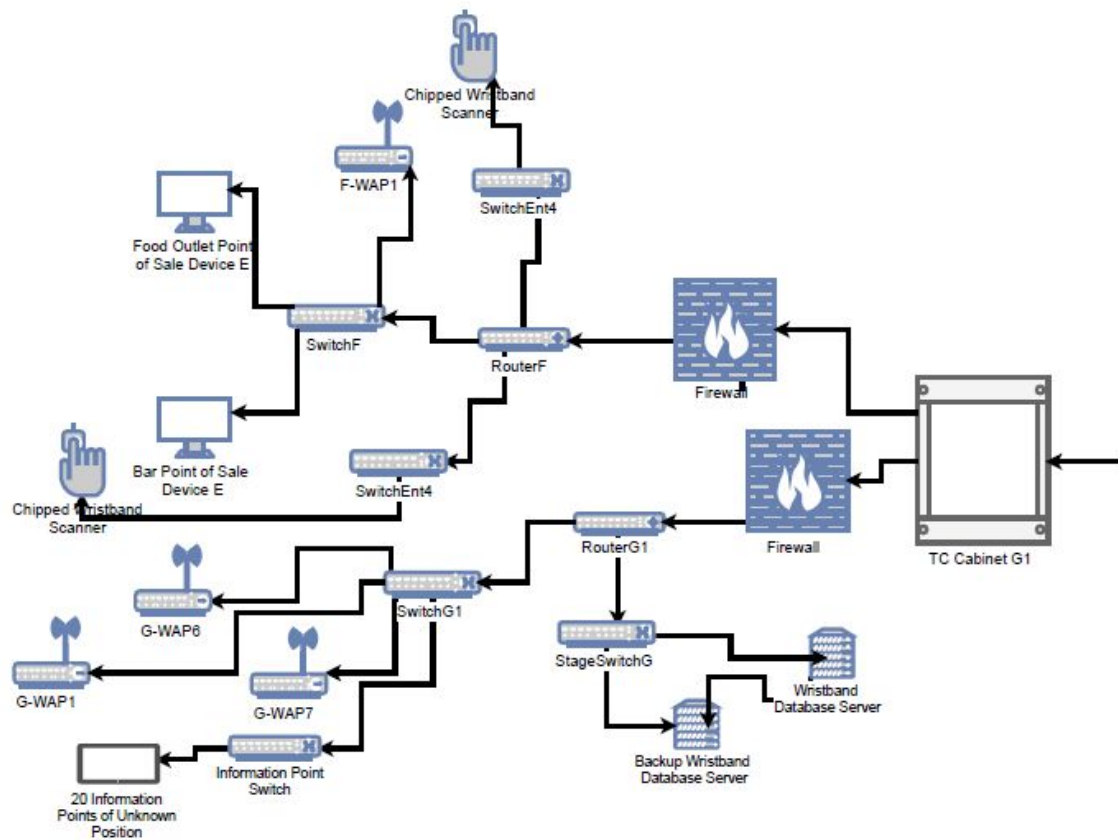 Chipped Wristband
Scanner
F-WAP1
SwitchEnt4
Food Outlet Point
of Sale Device E
SwitchF
RouterF
Firewall
Bar Point of Sale
Device E
SwitchEnt4
Chipped Wristband
Scanner
RouterG1
Firewall
TC Cabinet G1
G-WAP6
SwitchG1
StageSwitchG
G-WAP1
G-WAP7
Wristband
Database Server
Information Point
Switch
Backup Wristband
Database Server
20 Information
Points of Unknown
Position